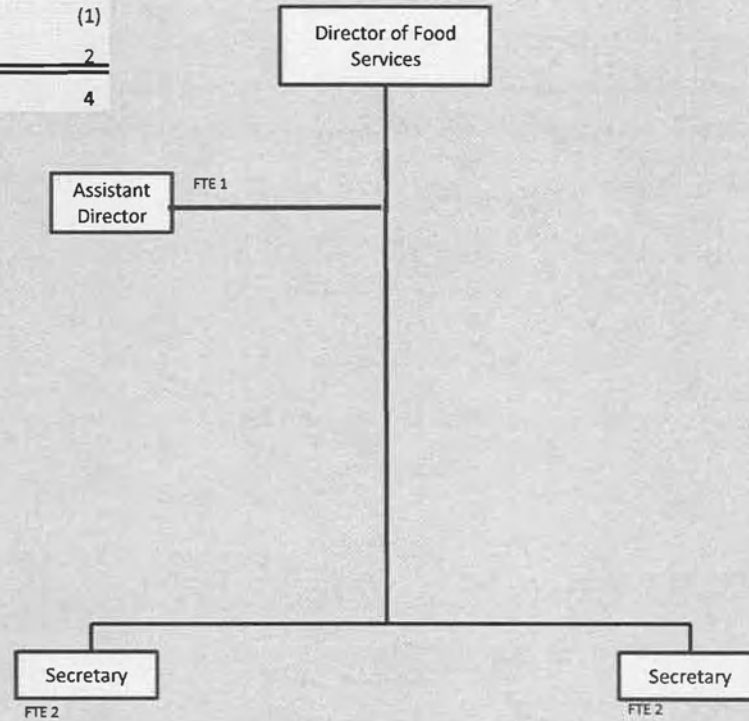 (1)
2
4
Director of Food
Services
Assistant
Director
FTE 1
Secretary
FTE 2
Secretary
FTE 2